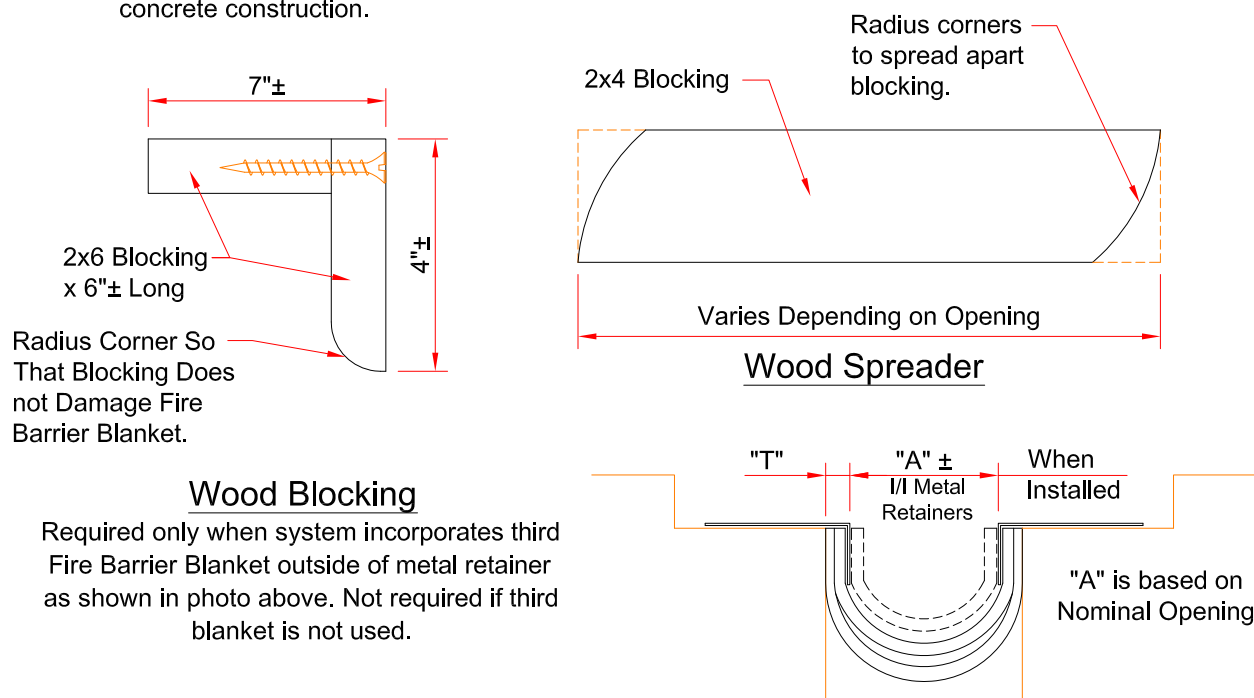 concrete construction.
7"±
4"±
2x6 Blocking
x 6"± Long
Radius Corner So
That Blocking Does
not Damage Fire
Barrier Blanket.
Wood Blocking
Required only when system incorporates third
Fire Barrier Blanket outside of metal retainer
as shown in photo above. Not required if third
blanket is not used.
Radius corners
to spread apart
blocking.
2x4 Blocking
Varies Depending on Opening
Wood Spreader
"T"
"A" ±
I/I Metal
Retainers
When
Installed
"A" is based on
Nominal Opening